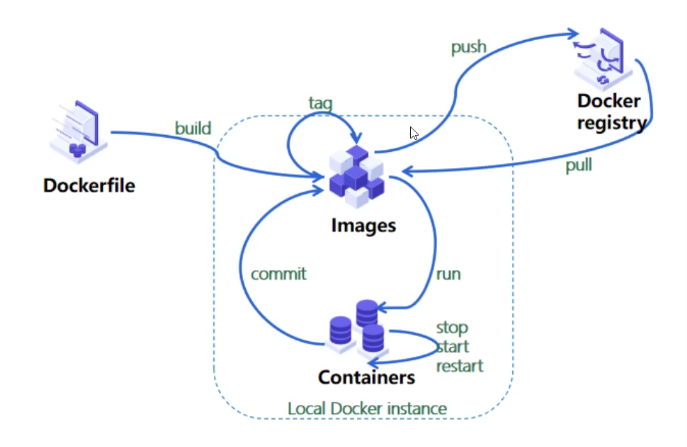 push
Docker
registry
tag
build
pull
Dockerfile
Images
commit
run
stop
start
restart
Containers
Local Docker instance